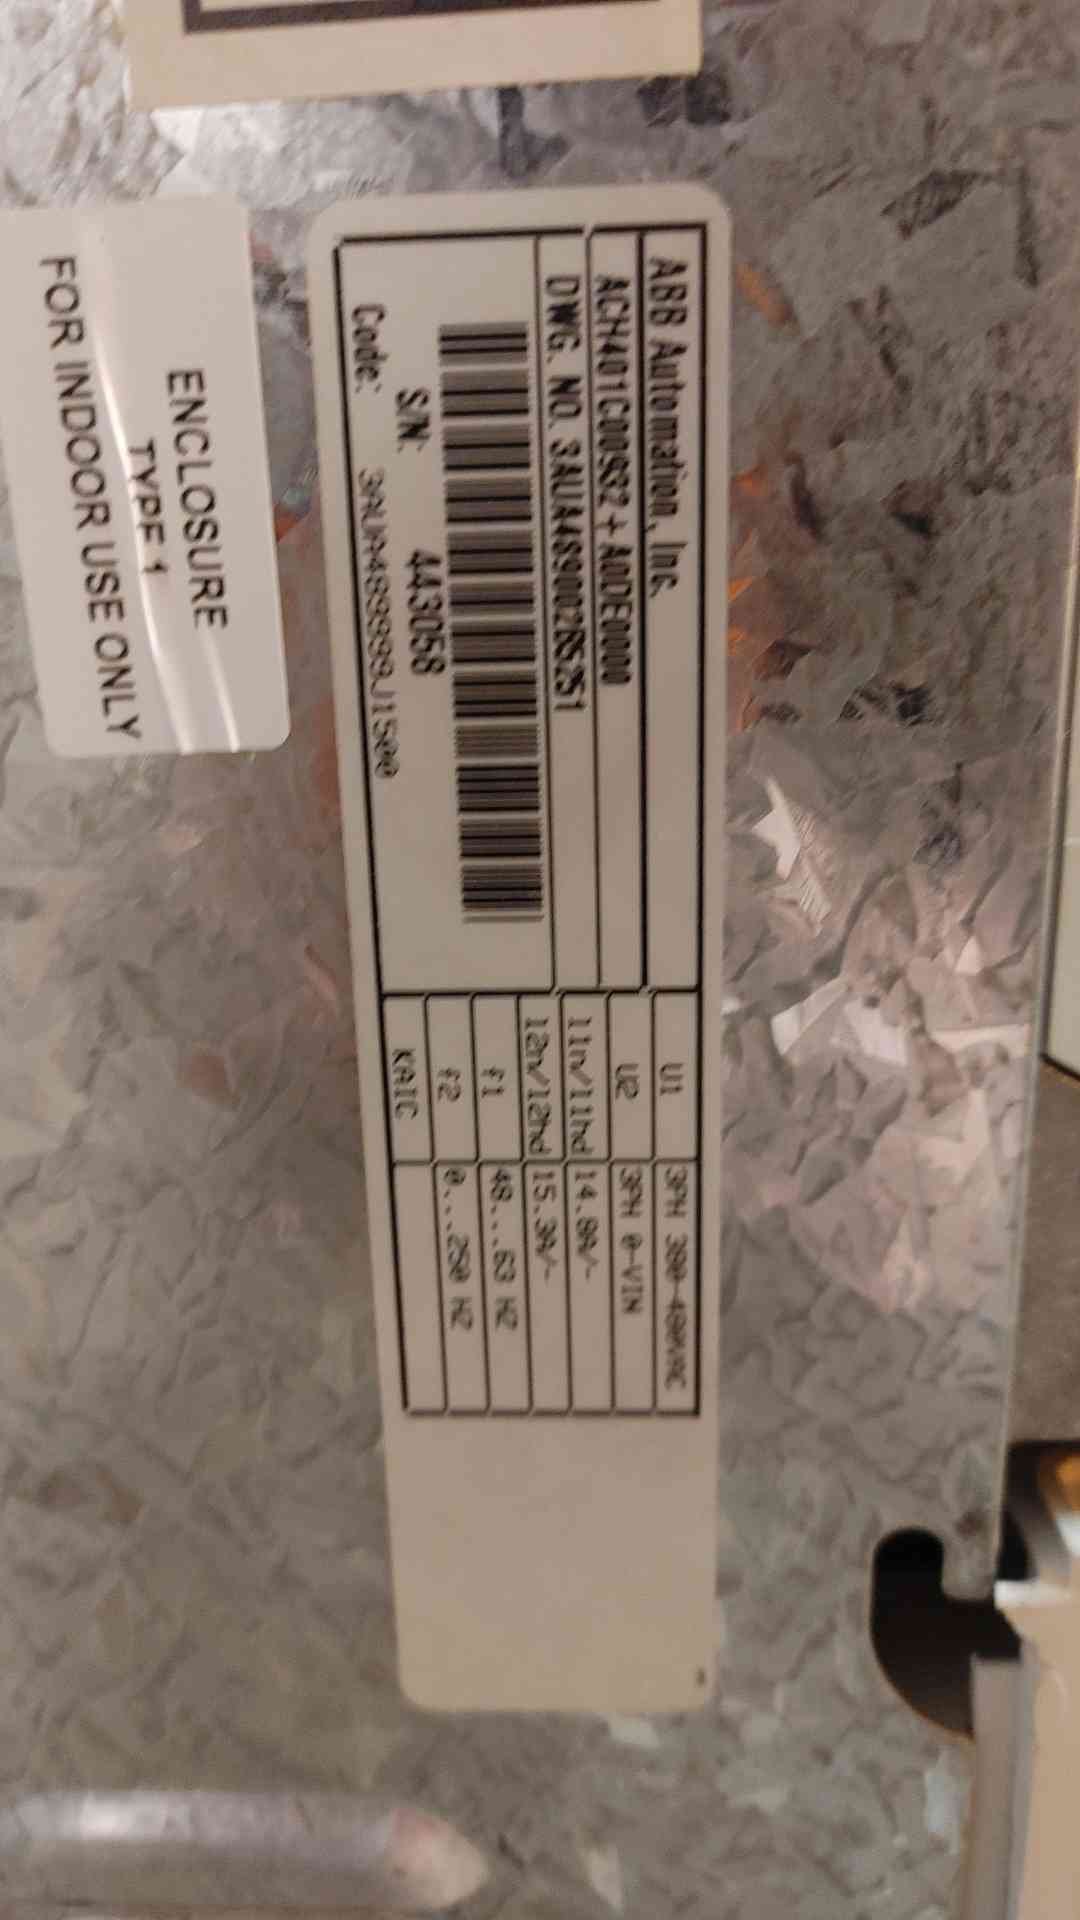 ABB Automation, Inc.
ACH401C00932+A0DE0000
DWG. NO. 3AUA489002B5251
S/N: 443058
Code: 3AUA489999J1500
U1 3PH 380-480VAC
U2 3PH 0-VIN
I1n/I1hd 14.8A/-
I2n/I2hd 15.3A/-
f1 48...63 HZ
f2 0...250 HZ
KAIC
ENCLOSURE
TYPE 1
FOR INDOOR USE ONLY